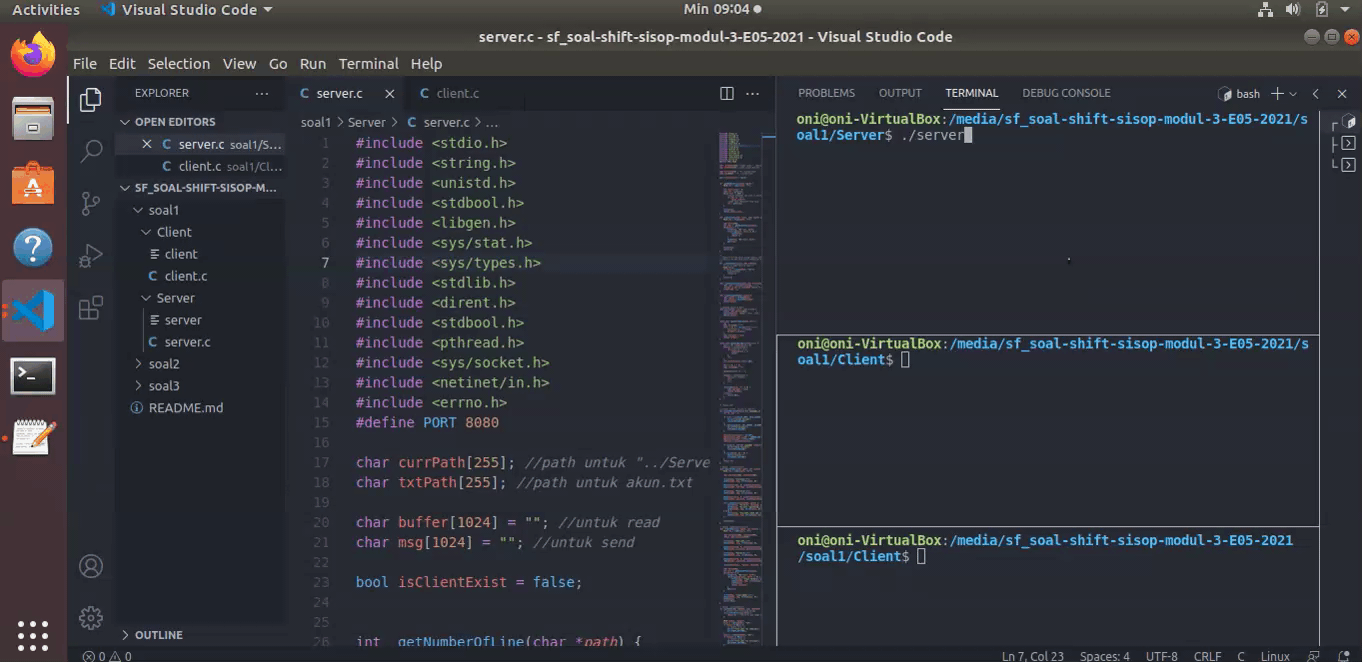 Activities Visual Studio Code Min 09:04
server.c - sf_soal-shift-sisop-modul-3-E05-2021 - Visual Studio Code
File Edit Selection View Go Run Terminal Help
EXPLORER ...
OPEN EDITORS
server.c soal1/S...
client.c soal1/Cl...
SF_SOAL-SHIFT-SISOP-M...
soal1
Client
client
C client.c
Server
server
C server.c
soal2
soal3
README.md
OUTLINE
C server.c C client.c
soal1 > Server > C server.c > ...
1 #include <stdio.h>
2 #include <string.h>
3 #include <unistd.h>
4 #include <stdbool.h>
5 #include <libgen.h>
6 #include <sys/stat.h>
7 #include <sys/types.h>
8 #include <stdlib.h>
9 #include <dirent.h>
10 #include <stdbool.h>
11 #include <pthread.h>
12 #include <sys/socket.h>
13 #include <netinet/in.h>
14 #include <errno.h>
15 #define PORT 8080
16
17 char currPath[255]; //path untuk "../Serve
18 char txtPath[255]; //path untuk akun.txt
19
20 char buffer[1024] = ""; //untuk read
21 char msg[1024] = ""; //untuk send
22
23 bool isClientExist = false;
24
25
26 int getNumberOfLine(char *path) {
PROBLEMS OUTPUT TERMINAL DEBUG CONSOLE bash
oni@oni-VirtualBox:/media/sf_soal-shift-sisop-modul-3-E05-2021/s
oal1/Server$ ./server
oni@oni-VirtualBox:/media/sf_soal-shift-sisop-modul-3-E05-2021/s
oal1/Client$
oni@oni-VirtualBox:/media/sf_soal-shift-sisop-modul-3-E05-2021
/soal1/Client$
0 0 Ln 7, Col 23 Spaces: 4 UTF-8 CRLF C Linux